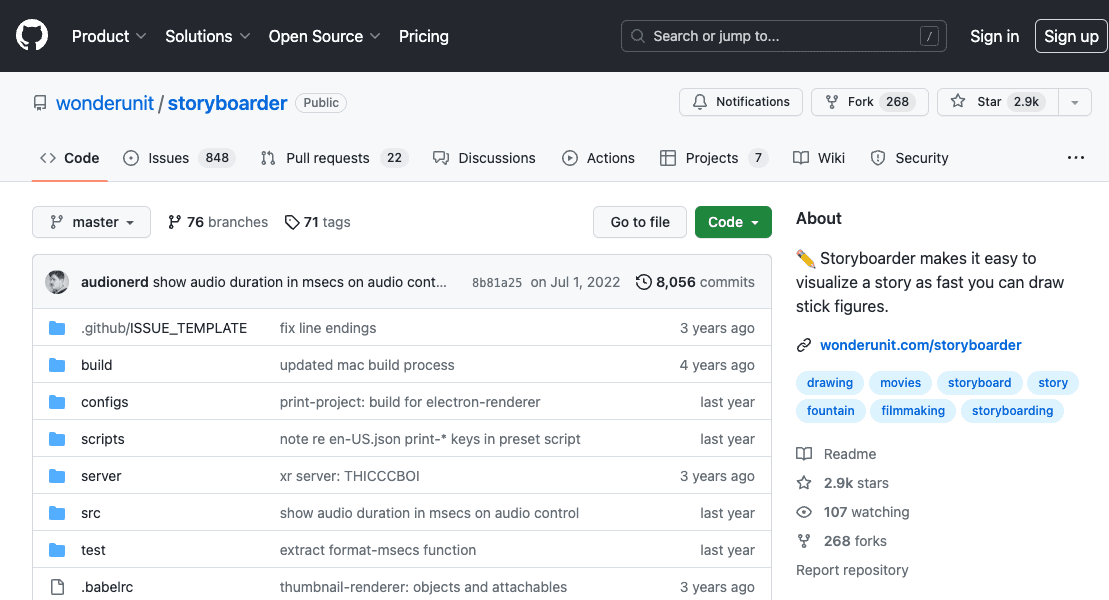 Product Solutions Open Source Pricing Search or jump to... / Sign in Sign up
wonderunit / storyboarder Public Notifications Fork 268 Star 2.9k
Code Issues 848 Pull requests 22 Discussions Actions Projects 7 Wiki Security ...
master 76 branches 71 tags Go to file Code
audionerd show audio duration in msecs on audio cont... 8b81a25 on Jul 1, 2022 8,056 commits
.github/ISSUE_TEMPLATE fix line endings 3 years ago
build updated mac build process 4 years ago
configs print-project: build for electron-renderer last year
scripts note re en-US.json print-* keys in preset script last year
server xr server: THICCCBOI 3 years ago
src show audio duration in msecs on audio control last year
test extract format-msecs function last year
.babelrc thumbnail-renderer: objects and attachables 3 years ago
About
✏️ Storyboarder makes it easy to
visualize a story as fast you can draw
stick figures.
wonderunit.com/storyboarder
drawing movies storyboard story
fountain filmmaking storyboarding
Readme
2.9k stars
107 watching
268 forks
Report repository